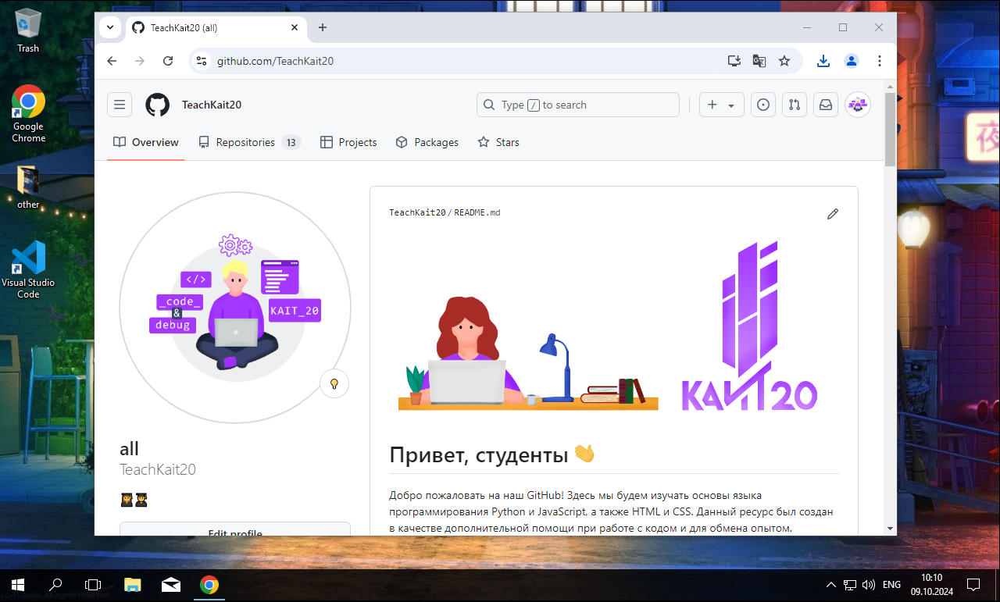 Trash
Google
Chrome
other
Visual Studio
Code
TeachKait20 (all)
github.com/TeachKait20
TeachKait20
Type / to search
Overview
Repositories 13
Projects
Packages
Stars
</>
_code_
&
debug
KAIT_20
all
TeachKait20
Edit profile
TeachKait20 / README.md
КАИТ 20
Привет, студенты
Добро пожаловать на наш GitHub! Здесь мы будем изучать основы языка
программирования Python и JavaScript, а также HTML и CSS. Данный ресурс был создан
в качестве дополнительной помощи при работе с кодом и для обмена опытом.
夜
ENG
10:10
09.10.2024